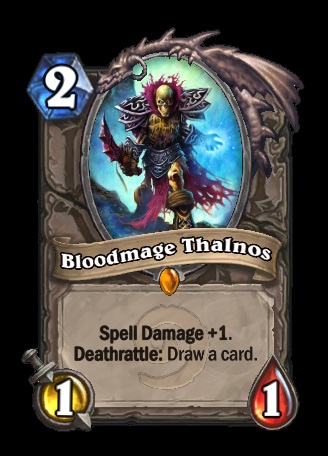 2
Bloodmage Thalnos
Spell Damage +1.
Deathrattle: Draw a card.
1
1